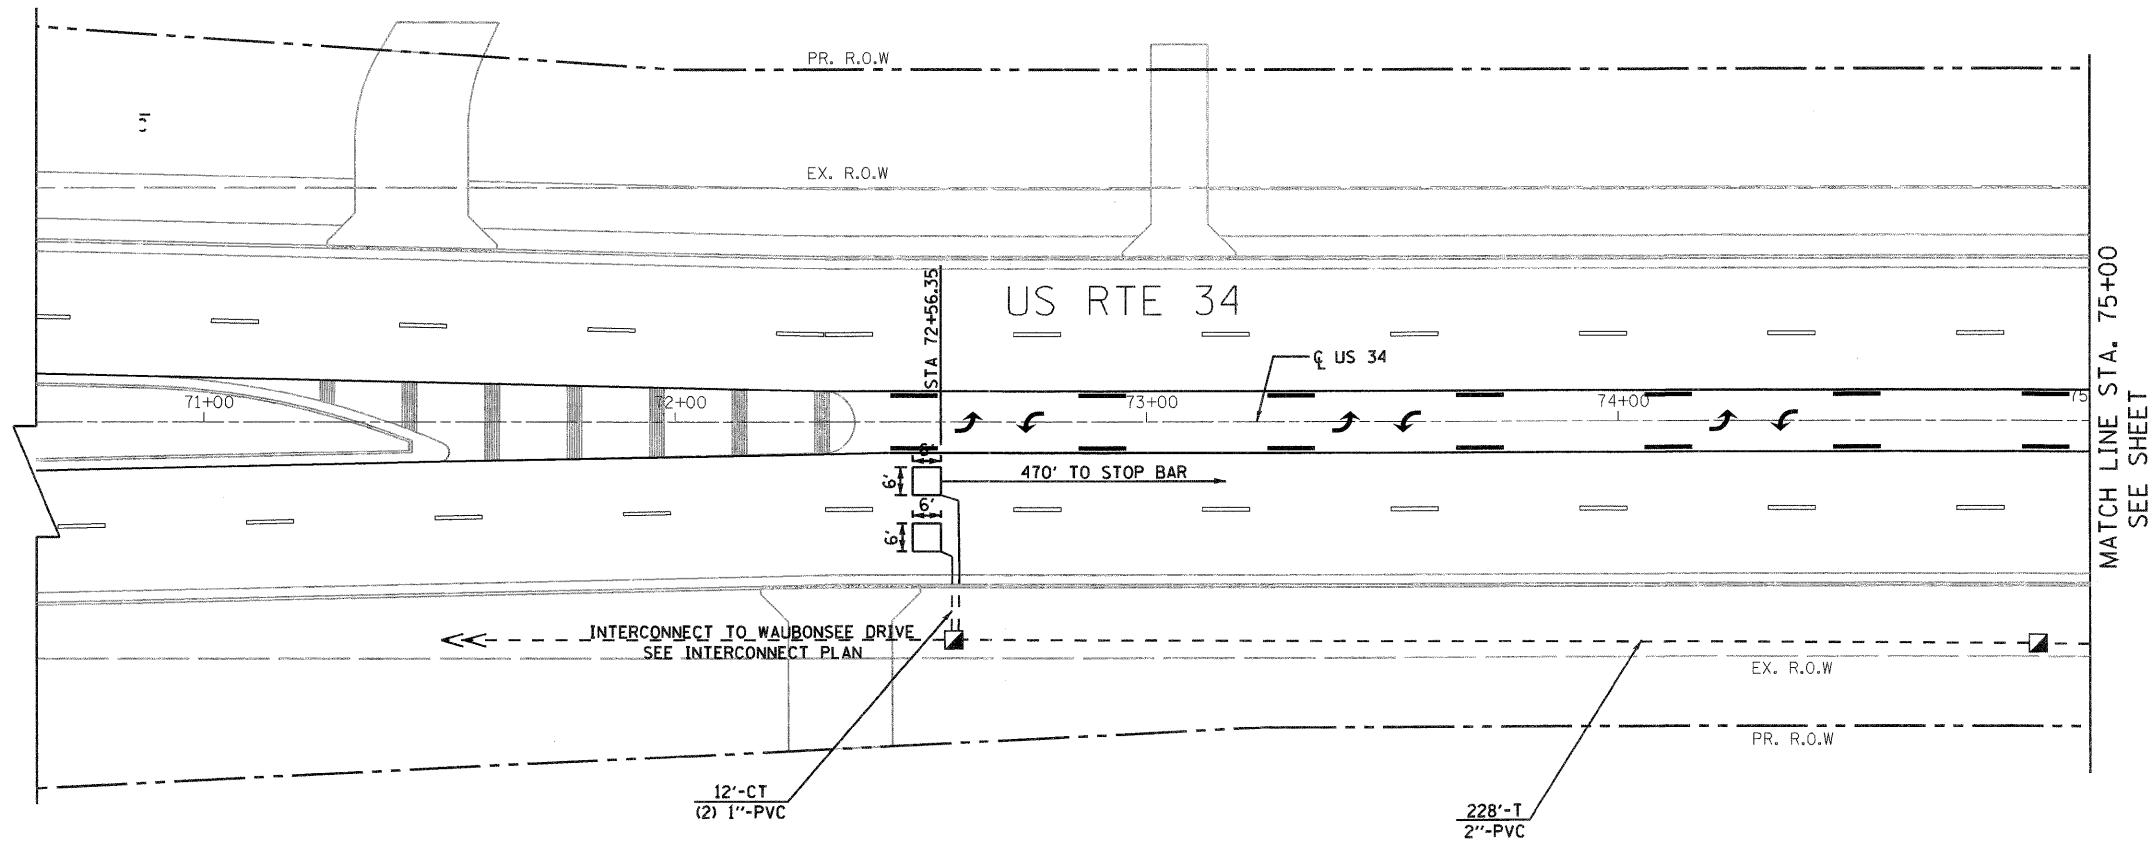 PR. R.O.W
EX. R.O.W
STA 72+56.35
US RTE 34
℄ US 34
71+00
72+00
73+00
74+00
75
MATCH LINE STA. 75+00
SEE SHEET
6'
6'
470' TO STOP BAR
6'
6'
INTERCONNECT TO WAUBONSEE DRIVE
SEE INTERCONNECT PLAN
EX. R.O.W
PR. R.O.W
12'-CT
(2) 1"-PVC
228'-T
2"-PVC